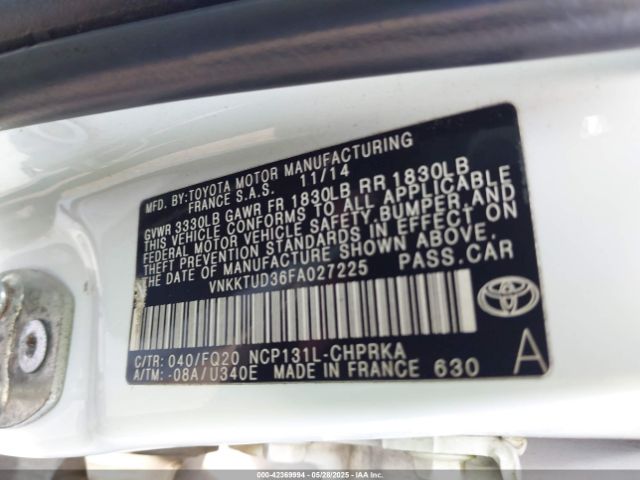 MFD. BY:TOYOTA MOTOR MANUFACTURING
FRANCE S.A.S. 11/14
GVWR 3330LB GAWR FR 1830LB RR 1830LB
THIS VEHICLE CONFORMS TO ALL APPLICABLE
FEDERAL MOTOR VEHICLE SAFETY,BUMPER,AND
THEFT PREVENTION STANDARDS IN EFFECT ON
THE DATE OF MANUFACTURE SHOWN ABOVE.
VNKKTUD36FA027225 PASS.CAR
C/TR: 040/FQ20 NCP131L-CHPRKA
A/TM: -08A/U340E MADE IN FRANCE 630
A
000-42369994 05/28/2025 IAAI.COM